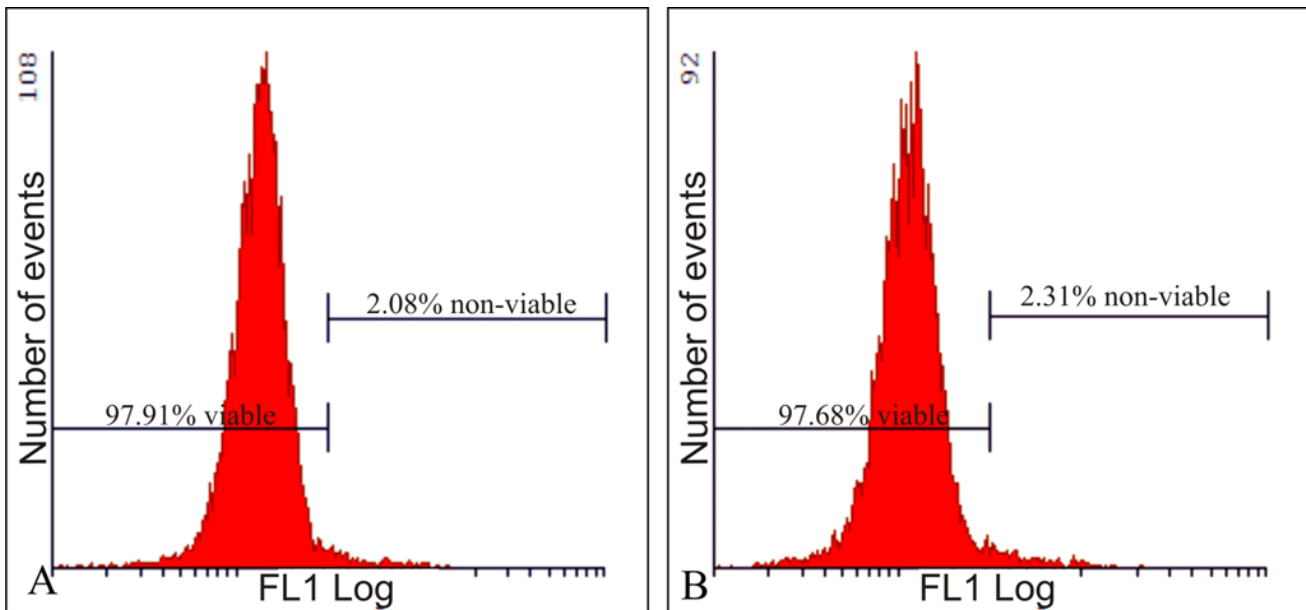 108
Number of events
2.08% non-viable
97.91% viable
A
FL1 Log
92
Number of events
2.31% non-viable
97.68% viable
B
FL1 Log